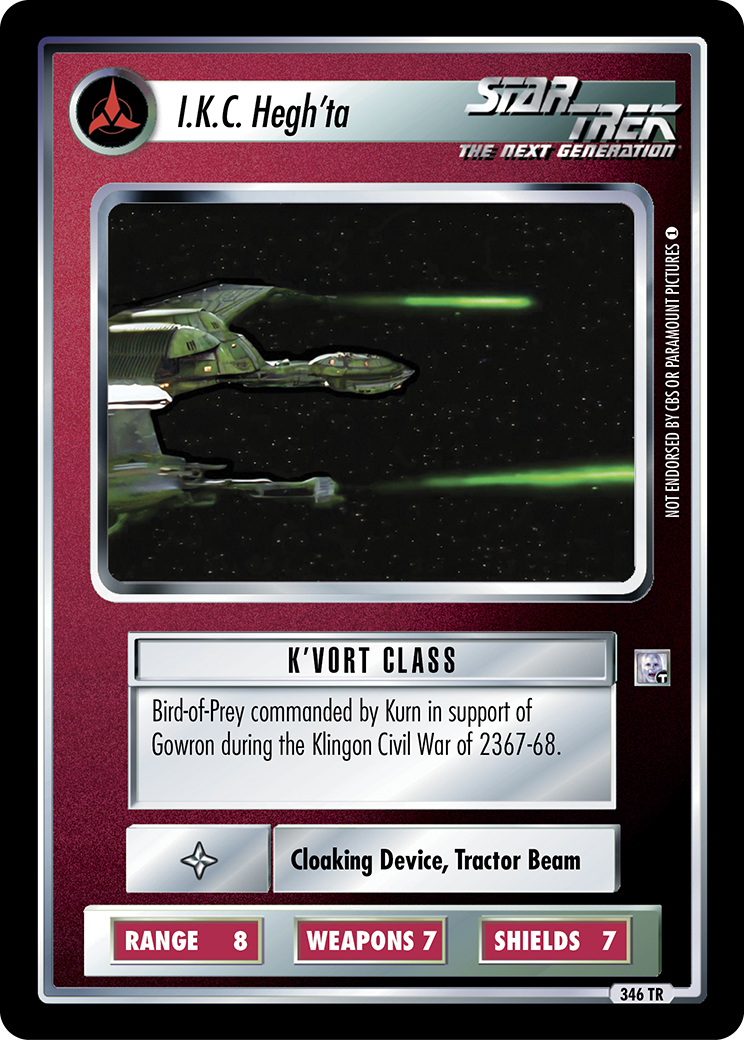 I.K.C. Hegh'ta
STAR TREK
THE NEXT GENERATION
NOT ENDORSED BY CBS OR PARAMOUNT PICTURES 1
K'VORT CLASS
T
Bird-of-Prey commanded by Kurn in support of
Gowron during the Klingon Civil War of 2367-68.
Cloaking Device, Tractor Beam
RANGE 8 WEAPONS 7 SHIELDS 7
346 TR